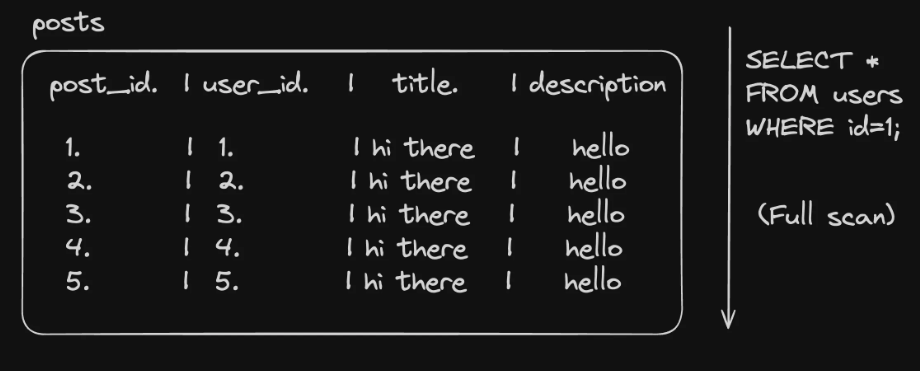 posts
post_id. | user_id. | title. | description
1. | 1. | hi there | hello
2. | 2. | hi there | hello
3. | 3. | hi there | hello
4. | 4. | hi there | hello
5. | 5. | hi there | hello
SELECT *
FROM users
WHERE id=1;
(Full scan)